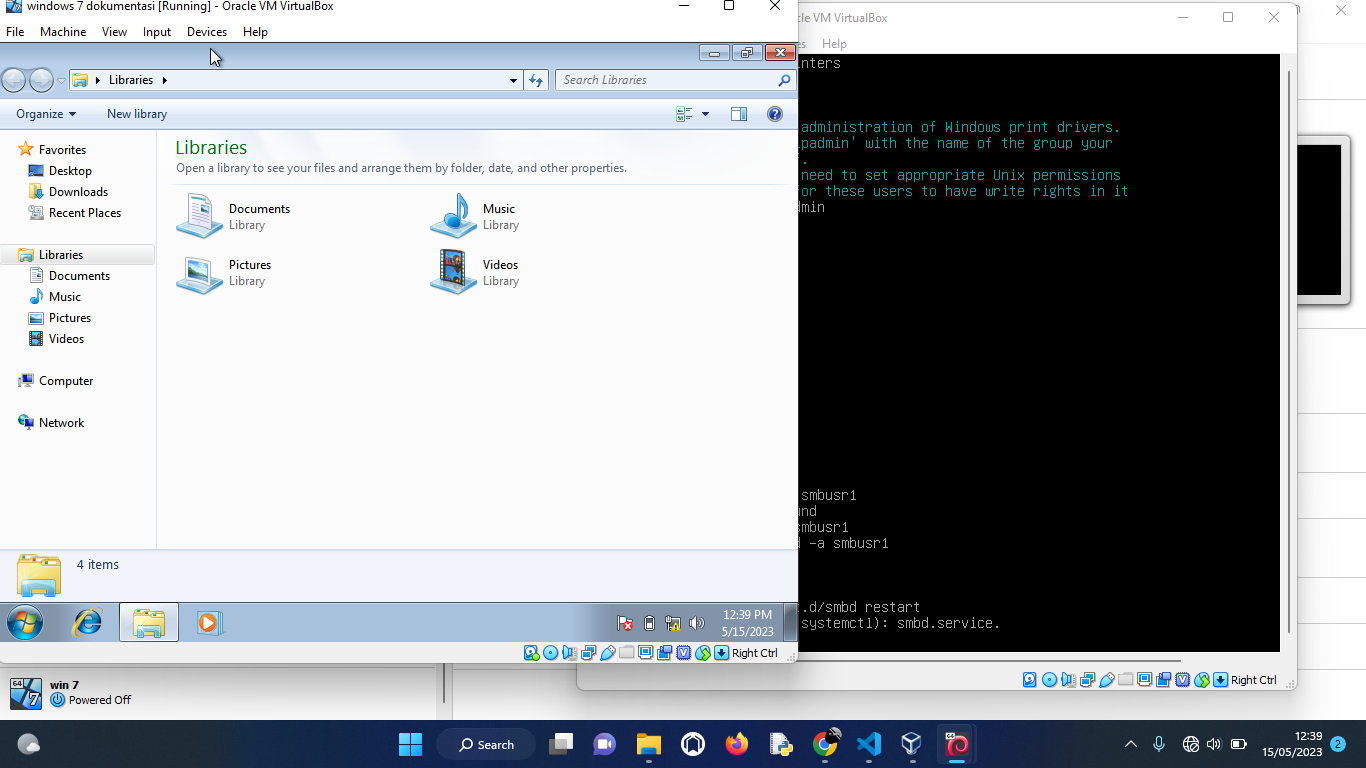 windows 7 dokumentasi [Running] - Oracle VM VirtualBox
File Machine View Input Devices Help
Libraries
Search Libraries
Organize
New library
Favorites
Desktop
Downloads
Recent Places
Libraries
Documents
Music
Pictures
Videos
Computer
Network
Libraries
Open a library to see your files and arrange them by folder, date, and other properties.
Documents
Library
Music
Library
Pictures
Library
Videos
Library
4 items
12:39 PM
5/15/2023
Right Ctrl
VM VirtualBox
Help
administration of Windows print drivers.
with the name of the group your
.
need to set appropriate Unix permissions
or these users to have write rights in it
smbusr1
smbusr1
-a smbusr1
.d/smbd restart
systemctl): smbd.service.
Right Ctrl
64
win 7
Powered Off
Search
12:39
15/05/2023
2